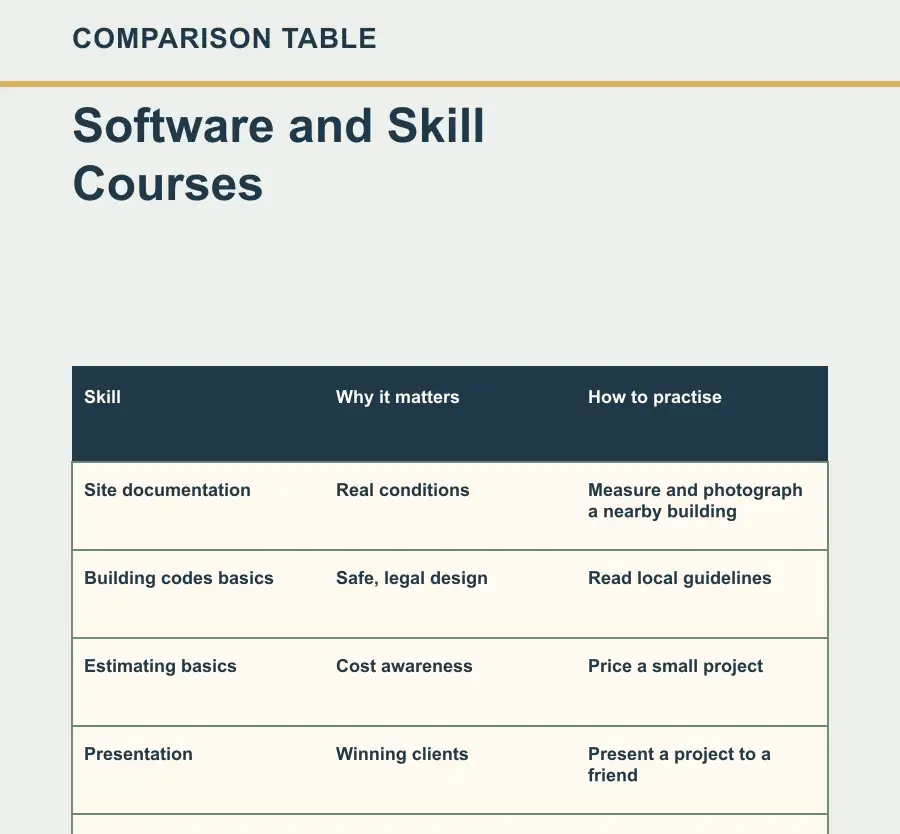 COMPARISON TABLE
Software and Skill
Courses
Skill Why it matters How to practise
Site documentation Real conditions Measure and photograph
a nearby building
Building codes basics Safe, legal design Read local guidelines
Estimating basics Cost awareness Price a small project
Presentation Winning clients Present a project to a
friend